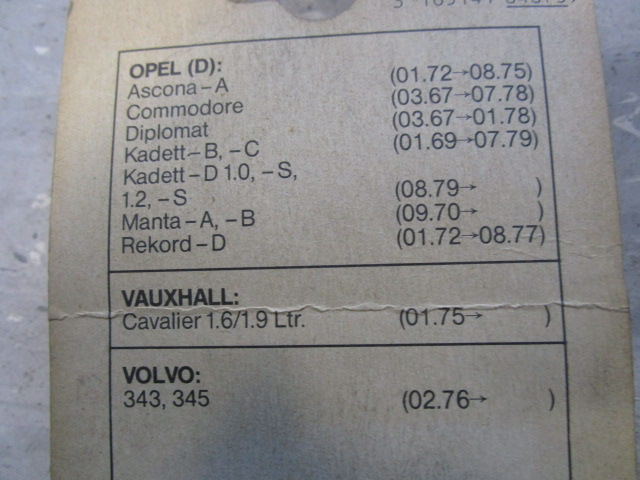 OPEL (D):
Ascona–A (01.72→08.75)
Commodore (03.67→07.78)
Diplomat (03.67→01.78)
Kadett–B, –C (01.69→07.79)
Kadett–D 1.0, –S,
1.2, –S (08.79→ )
Manta–A, –B (09.70→ )
Rekord–D (01.72→08.77)
VAUXHALL:
Cavalier 1.6/1.9 Ltr. (01.75→ )
VOLVO:
343, 345 (02.76→ )